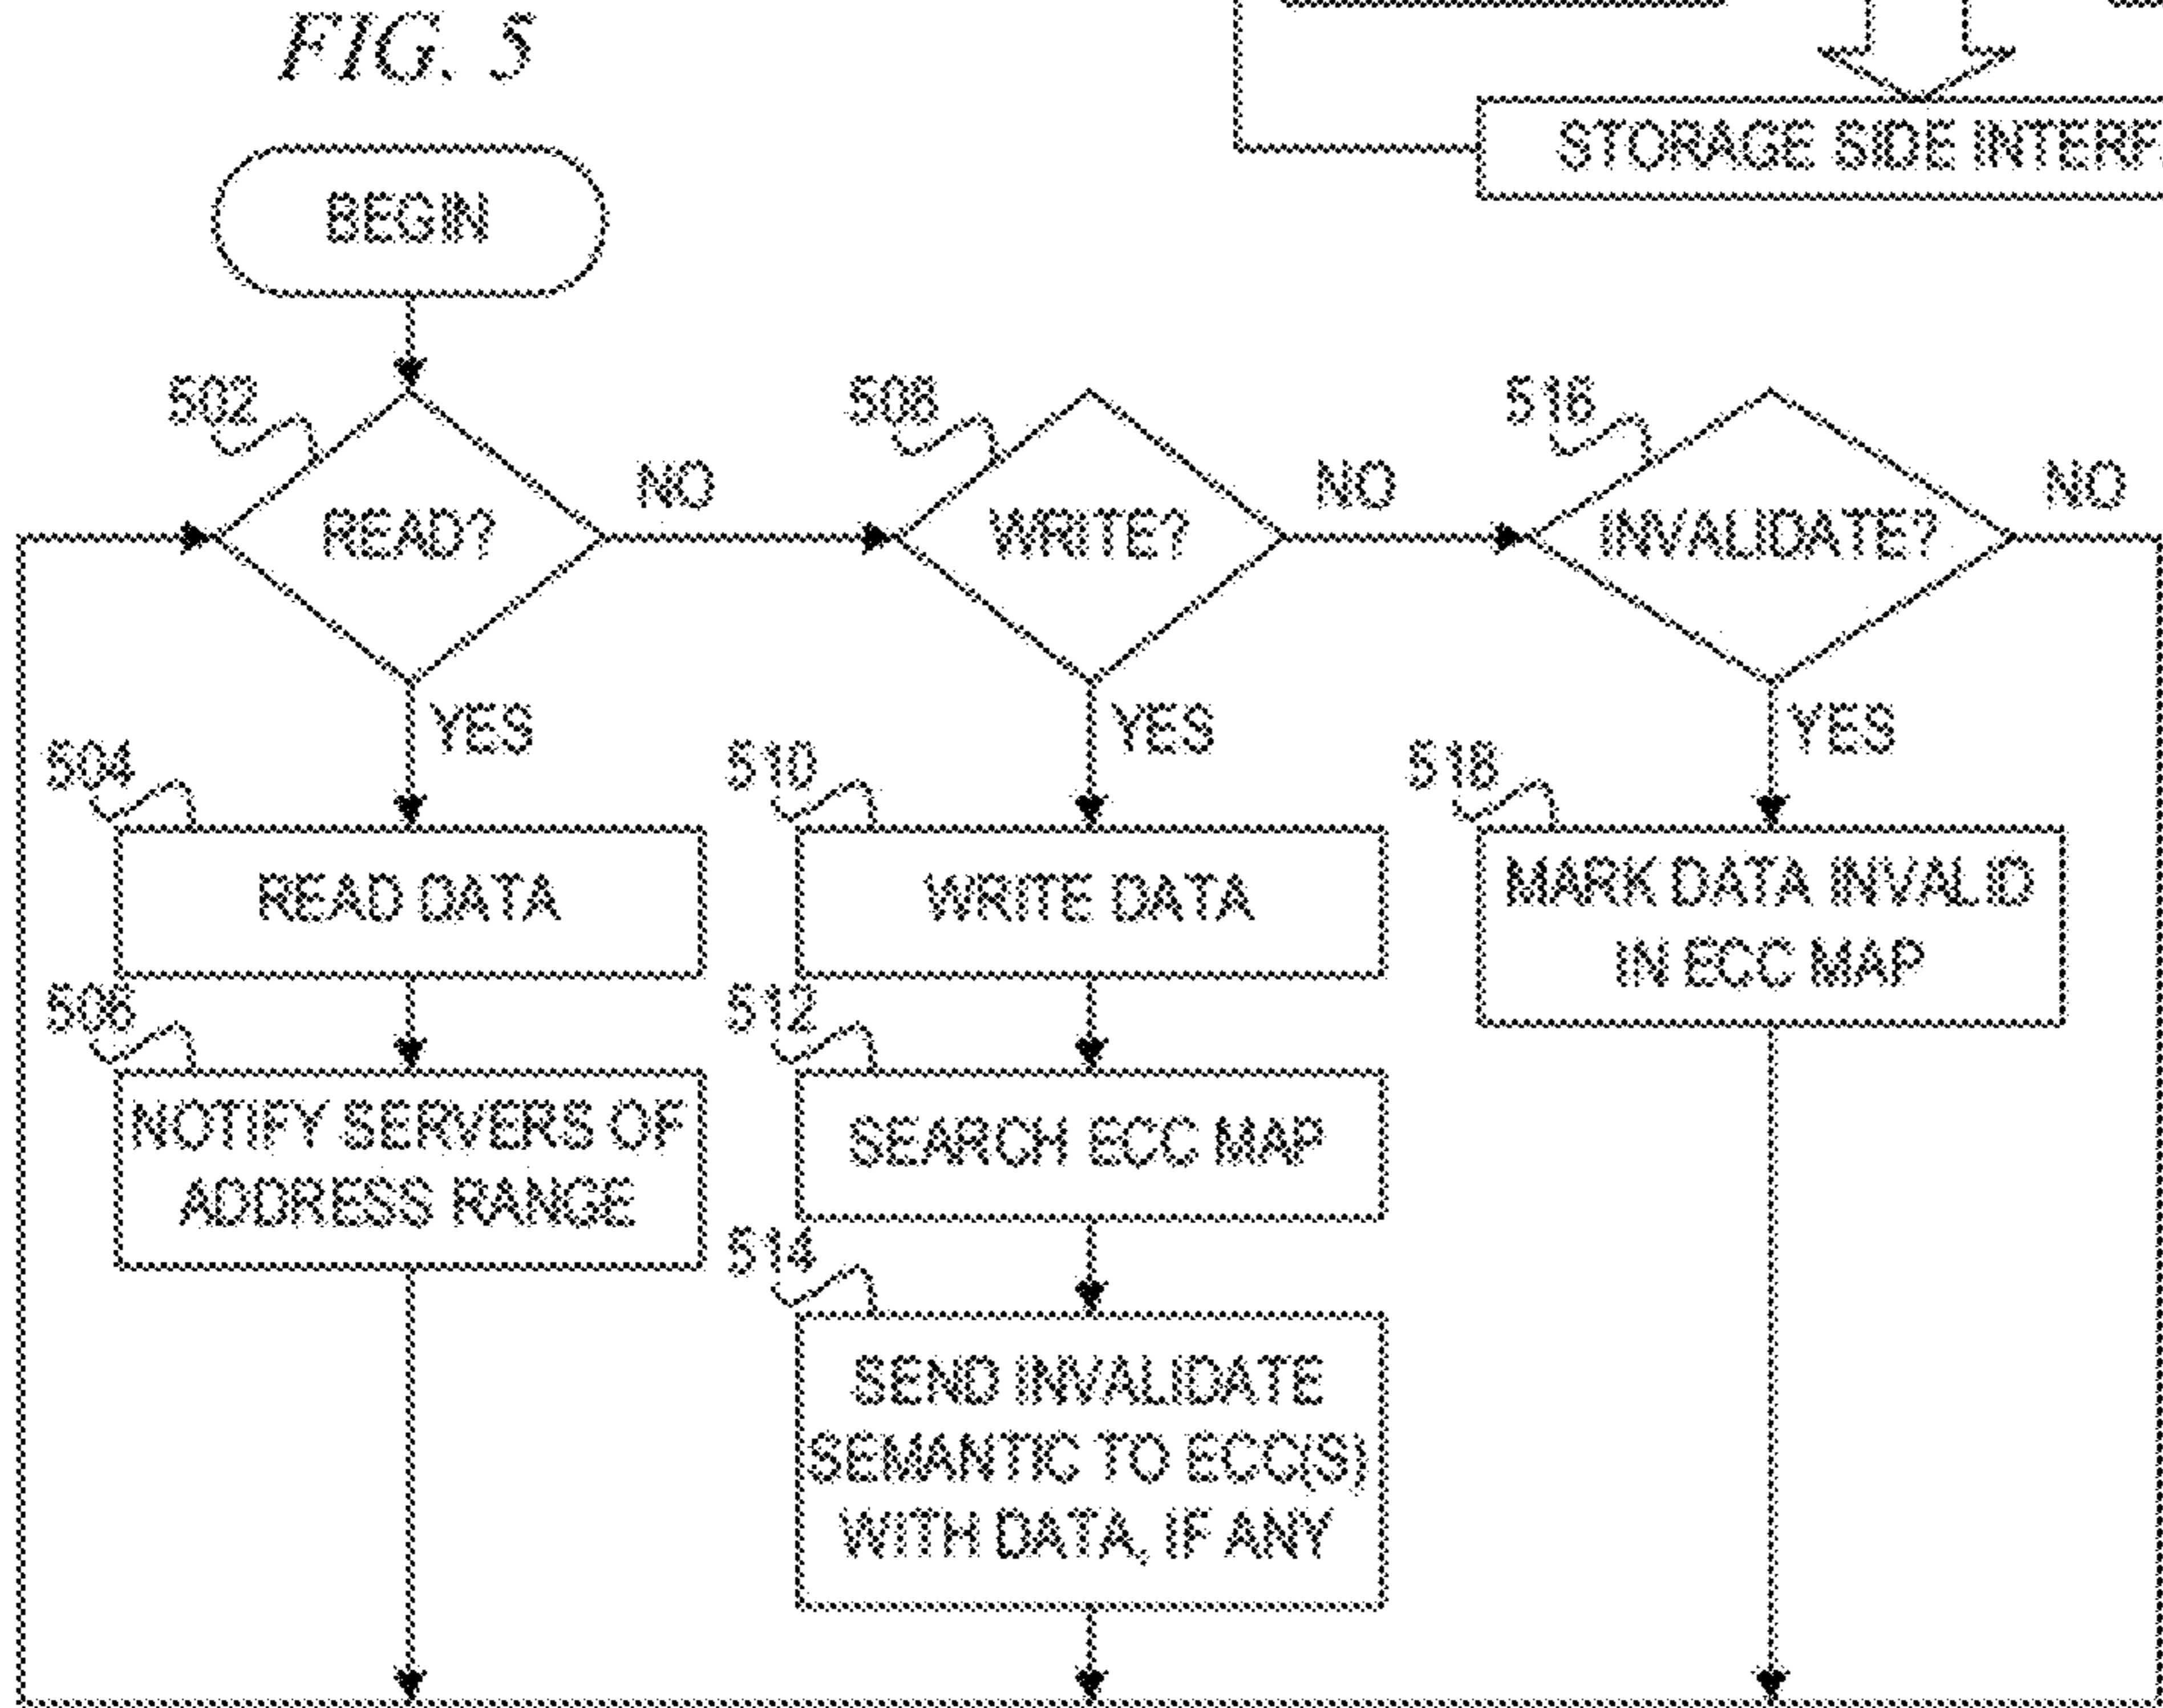 FIG. 5
STORAGE SIDE INTERF
BEGIN
502
508
516
READ?
NO
WRITE?
NO
INVALIDATE?
NO
YES
YES
YES
504
510
518
READ DATA
WRITE DATA
MARK DATA INVALID
IN ECC MAP
506
512
NOTIFY SERVERS OF
ADDRESS RANGE
SEARCH ECC MAP
514
SEND INVALIDATE
SEMANTIC TO ECC(S)
WITH DATA, IF ANY